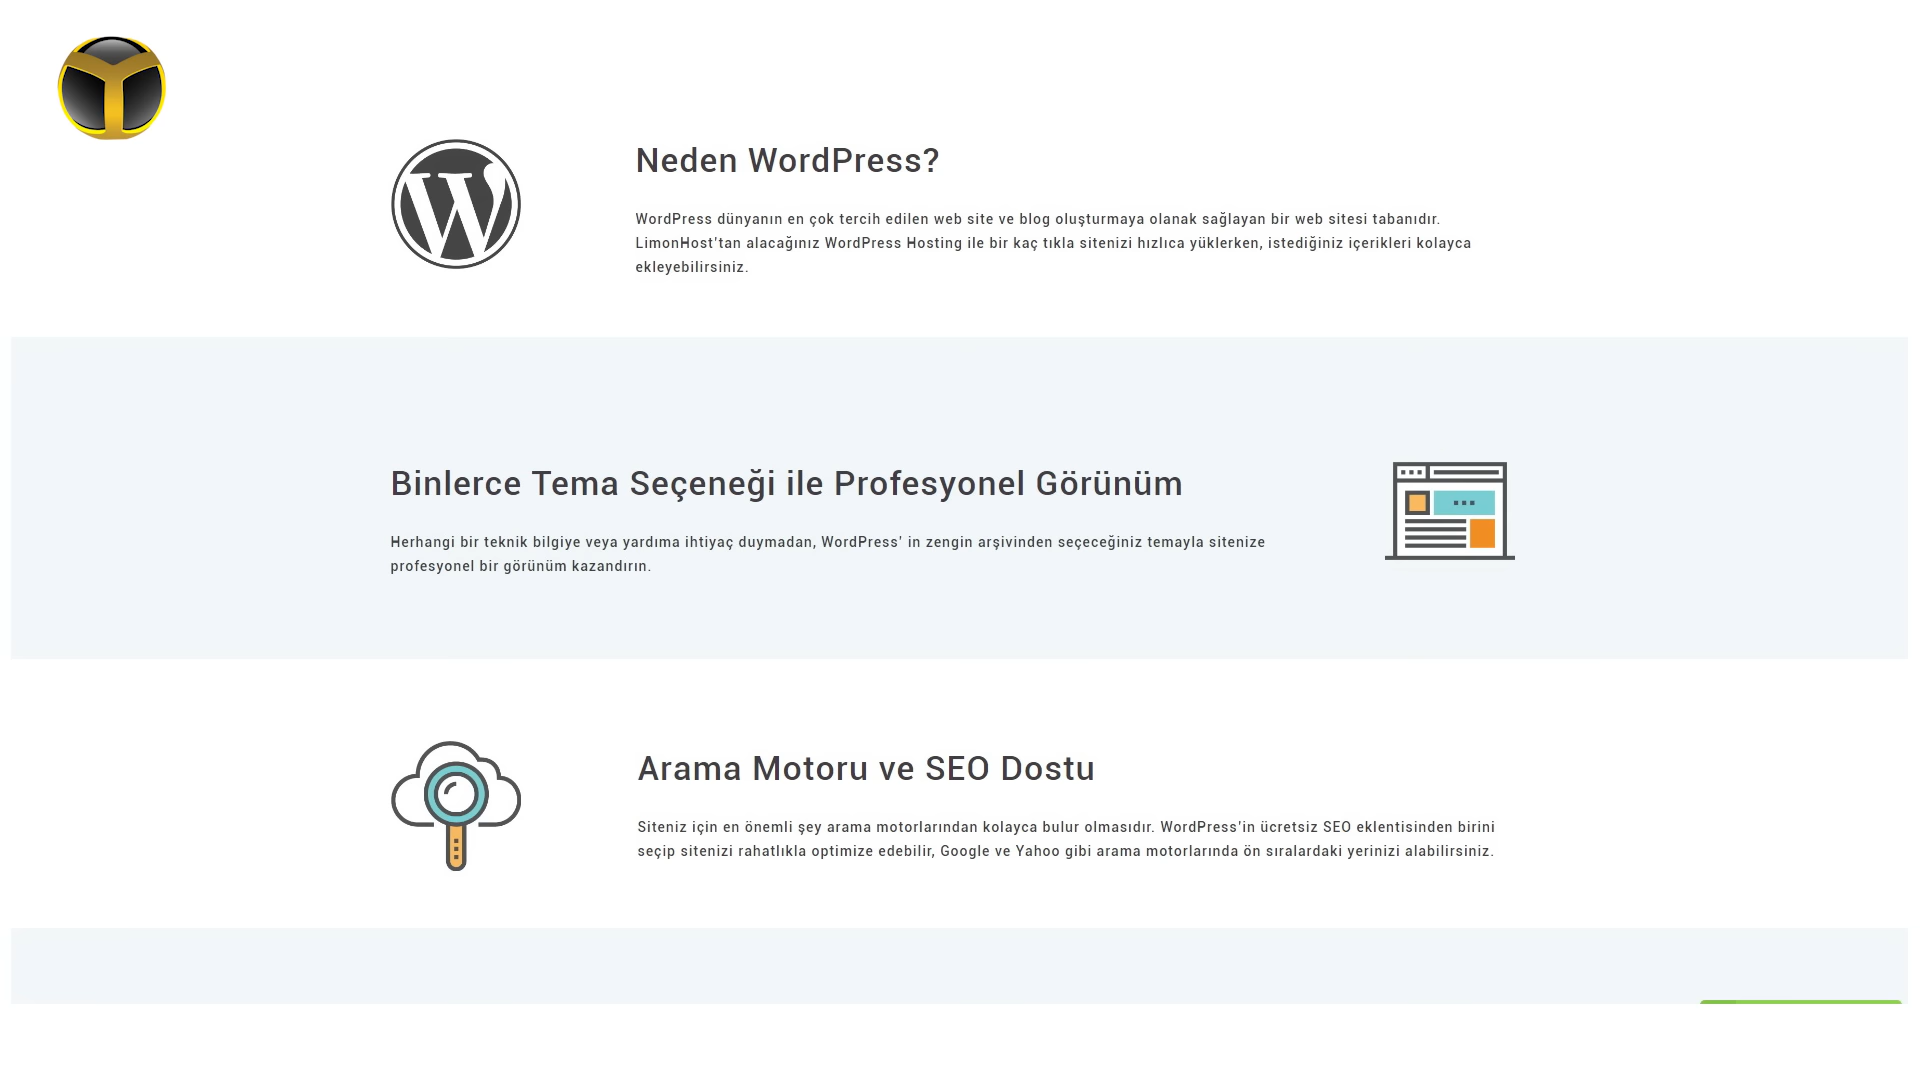 Neden WordPress?
WordPress dünyanın en çok tercih edilen web site ve blog oluşturmaya olanak sağlayan bir web sitesi tabanıdır.
LimonHost'tan alacağınız WordPress Hosting ile bir kaç tıkla sitenizi hızlıca yüklerken, istediğiniz içerikleri kolayca
ekleyebilirsiniz.
Binlerce Tema Seçeneği ile Profesyonel Görünüm
Herhangi bir teknik bilgiye veya yardıma ihtiyaç duymadan, WordPress' in zengin arşivinden seçeceğiniz temayla sitenize
profesyonel bir görünüm kazandırın.
Arama Motoru ve SEO Dostu
Siteniz için en önemli şey arama motorlarından kolayca bulur olmasıdır. WordPress'in ücretsiz SEO eklentisinden birini
seçip sitenizi rahatlıkla optimize edebilir, Google ve Yahoo gibi arama motorlarında ön sıralardaki yerinizi alabilirsiniz.